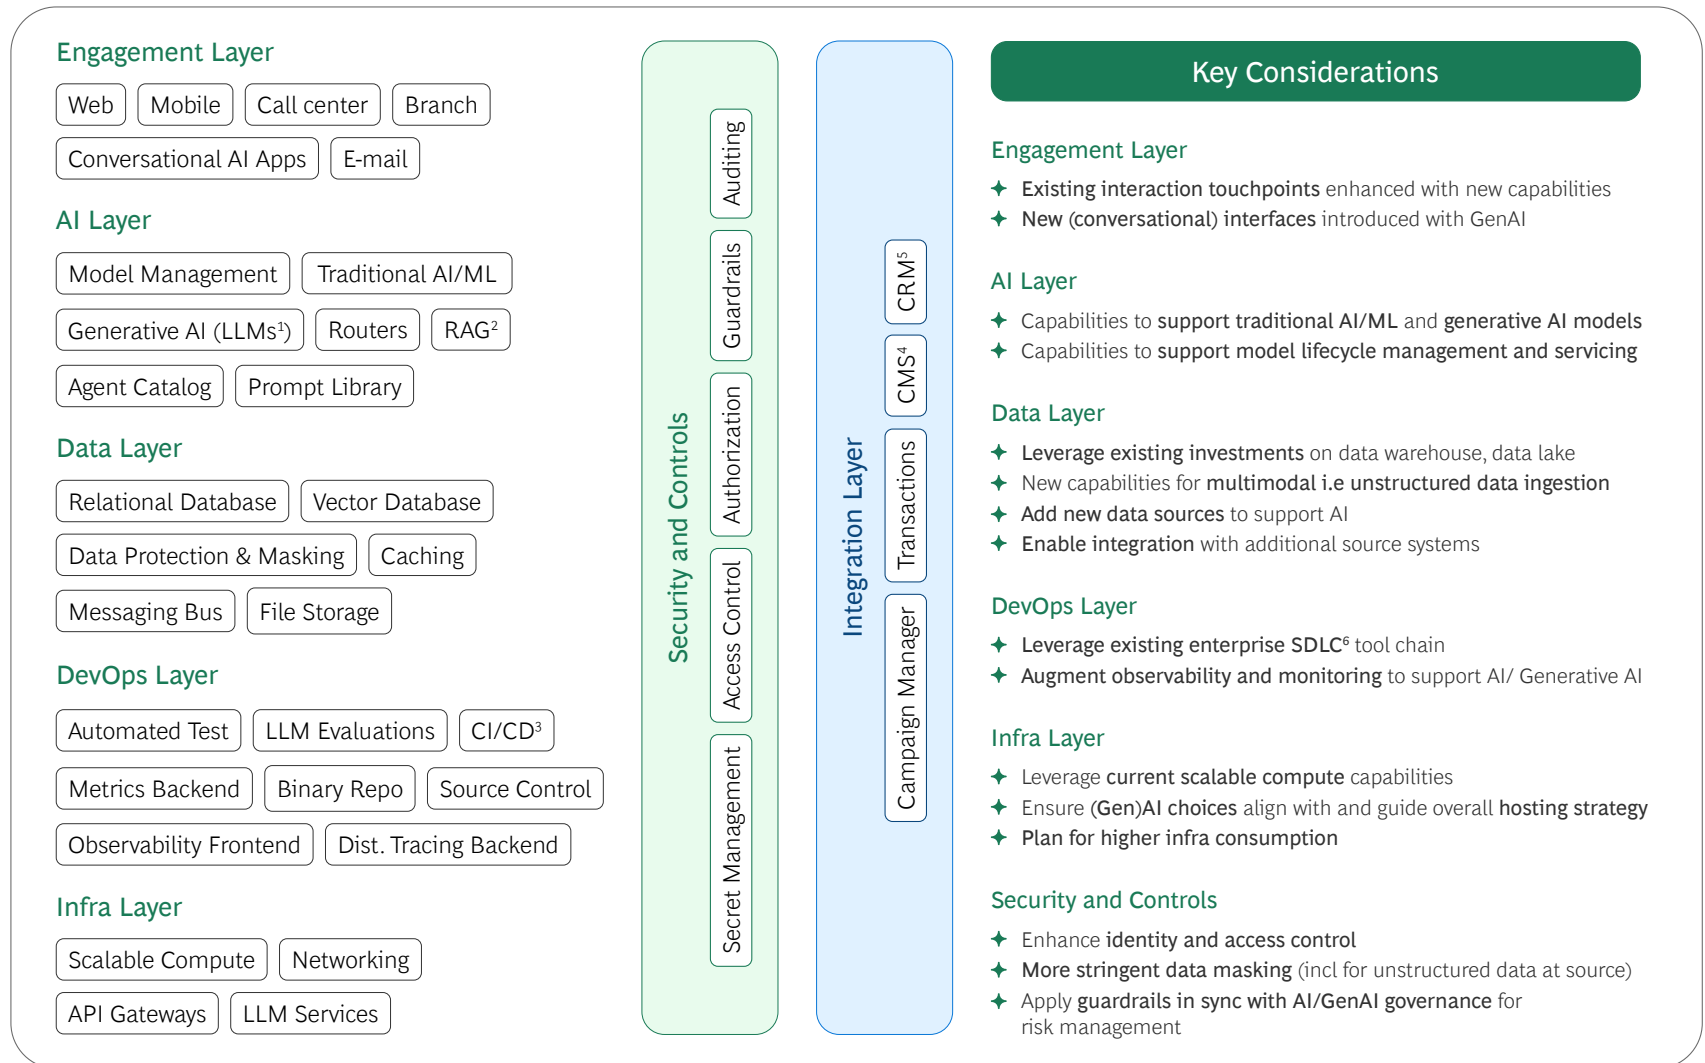 Engagement Layer
Web
Mobile
Call center
Branch
Conversational AI Apps
E-mail
AI Layer
Model Management
Traditional AI/ML
Generative AI (LLMs¹)
Routers
RAG²
Agent Catalog
Prompt Library
Data Layer
Relational Database
Vector Database
Data Protection & Masking
Caching
Messaging Bus
File Storage
DevOps Layer
Automated Test
LLM Evaluations
CI/CD³
Metrics Backend
Binary Repo
Source Control
Observability Frontend
Dist. Tracing Backend
Infra Layer
Scalable Compute
Networking
API Gateways
LLM Services
Security and Controls
Auditing
Guardrails
Authorization
Access Control
Secret Management
Integration Layer
CRM⁵
CMS⁴
Transactions
Campaign Manager
Key Considerations
Engagement Layer
✦ Existing interaction touchpoints enhanced with new capabilities
✦ New (conversational) interfaces introduced with GenAI
AI Layer
✦ Capabilities to support traditional AI/ML and generative AI models
✦ Capabilities to support model lifecycle management and servicing
Data Layer
✦ Leverage existing investments on data warehouse, data lake
✦ New capabilities for multimodal i.e unstructured data ingestion
✦ Add new data sources to support AI
✦ Enable integration with additional source systems
DevOps Layer
✦ Leverage existing enterprise SDLC⁶ tool chain
✦ Augment observability and monitoring to support AI/ Generative AI
Infra Layer
✦ Leverage current scalable compute capabilities
✦ Ensure (Gen)AI choices align with and guide overall hosting strategy
✦ Plan for higher infra consumption
Security and Controls
✦ Enhance identity and access control
✦ More stringent data masking (incl for unstructured data at source)
✦ Apply guardrails in sync with AI/GenAI governance for
risk management